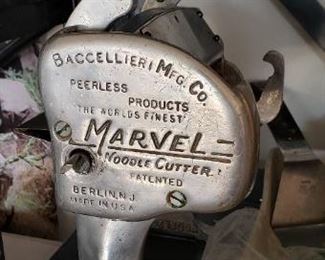 BACCELLIERI MFG CO.
PEERLESS
PRODUCTS
"THE WORLDS FINEST"
MARVEL
NOODLE CUTTER
PATENTED
BERLIN, N.J.
MADE IN U.S.A